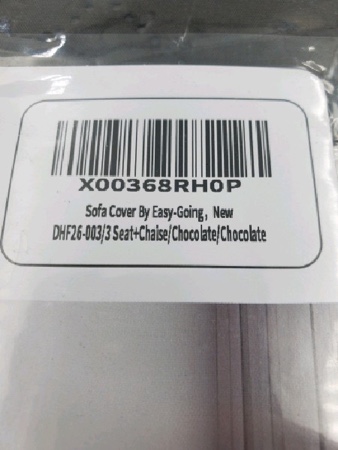 X00368RH0P
Sofa Cover By Easy-Going, New
DHF26-003/3 Seat+Chaise/Chocolate/Chocolate